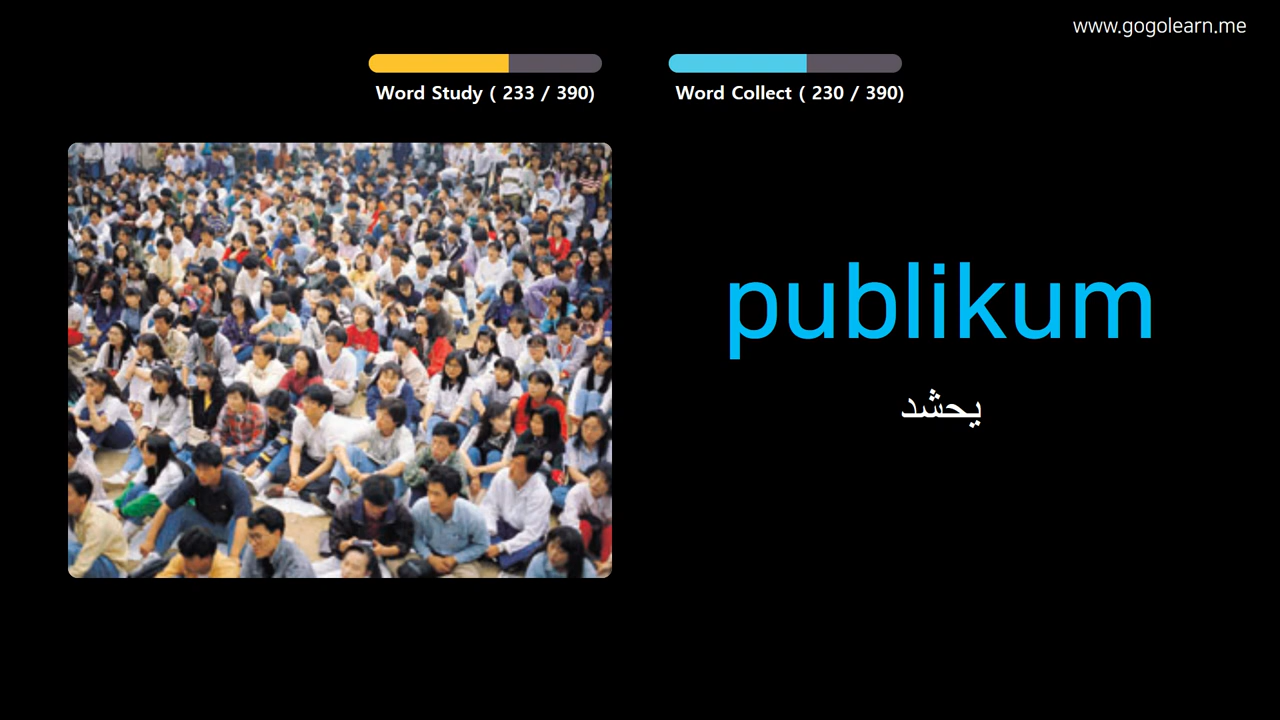 www.gogolearn.me
Word Study ( 233 / 390)
Word Collect ( 230 / 390)
publikum
يحشد